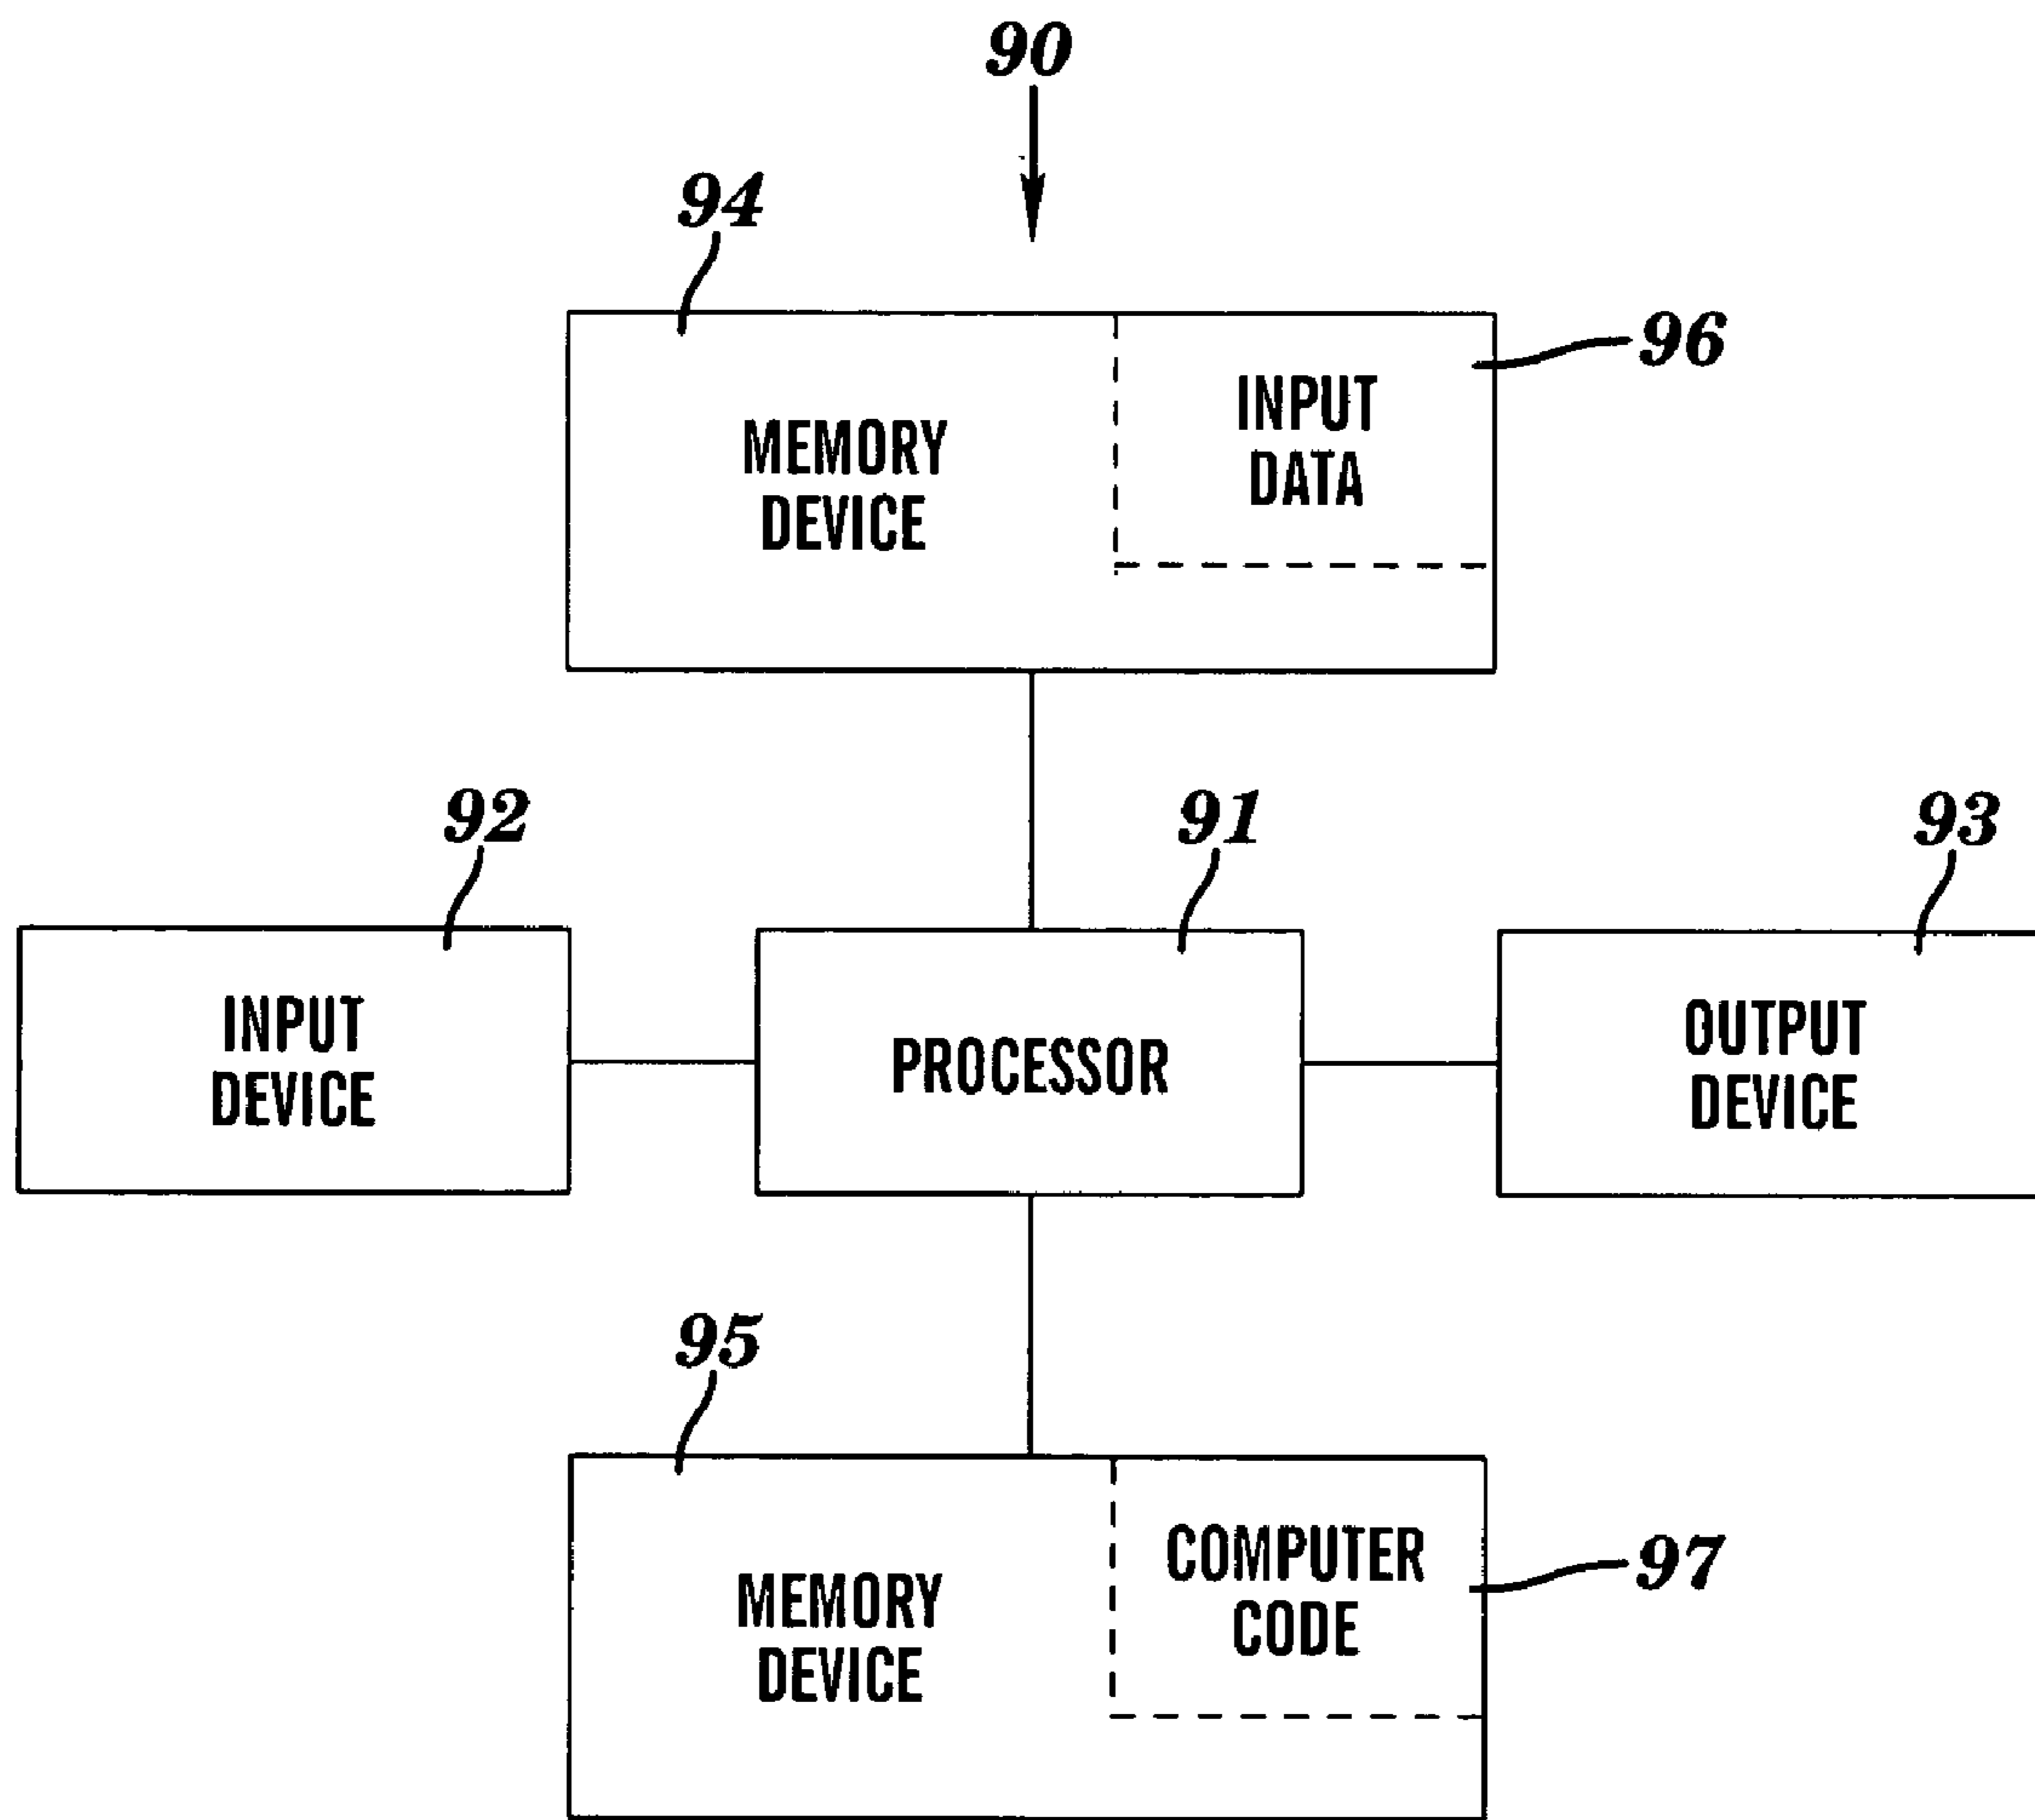 90
94
96
MEMORY
DEVICE
INPUT
DATA
92
91
93
INPUT
DEVICE
PROCESSOR
OUTPUT
DEVICE
95
97
MEMORY
DEVICE
COMPUTER
CODE